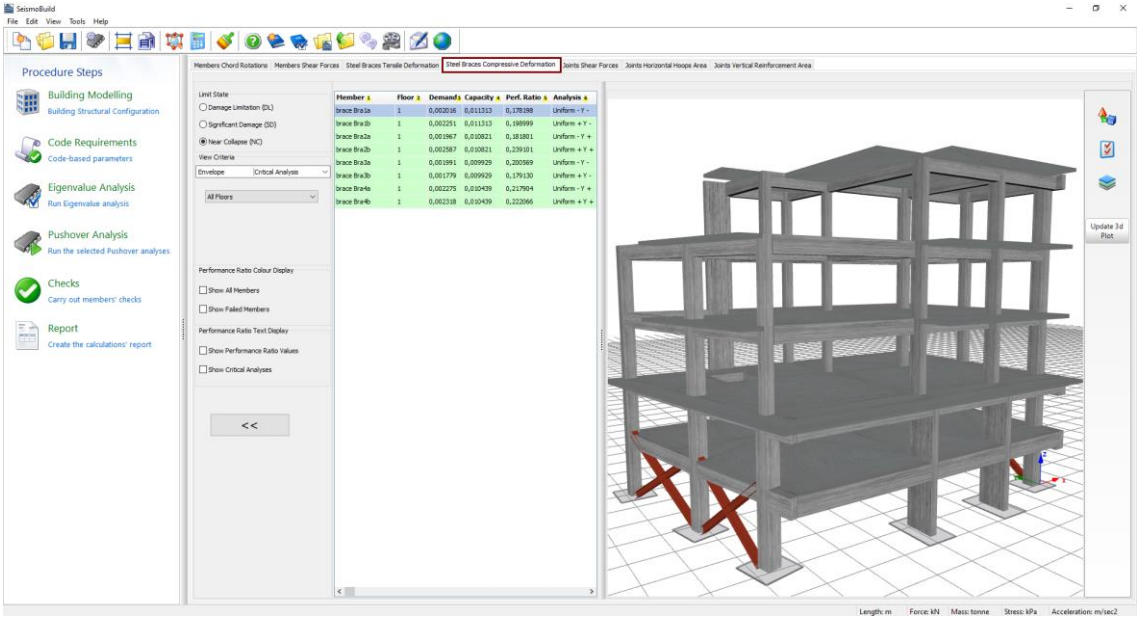 SeismoBuild
File Edit View Tools Help
Procedure Steps
Building Modelling
Building Structural Configuration
Code Requirements
Code-based parameters
Eigenvalue Analysis
Run Eigenvalue analysis
Pushover Analysis
Run the selected Pushover analyses
Checks
Carry out members' checks
Report
Create the calculations' report
Members Chord Rotations Members Shear Forces Steel Braces Tensile Deformation Steel Braces Compressive Deformation Joints Shear Forces Joints Horizontal Hoops Area Joints Vertical Reinforcement Area
Limit State
Damage Limitation (DL)
Significant Damage (SD)
Near Collapse (NC)
View Criteria
Envelope Critical Analysis
All Floors
Performance Ratio Colour Display
Show All Members
Show Failed Members
Performance Ratio Text Display
Show Performance Ratio Values
Show Critical Analyses
<<
Member Floor Demand Capacity Perf. Ratio Analysis
brace Bra1a 1 0,002016 0,011313 0,178198 Uniform - Y -
brace Bra1b 1 0,002251 0,011313 0,198999 Uniform + Y -
brace Bra2a 1 0,001967 0,010821 0,181801 Uniform - Y +
brace Bra2b 1 0,002587 0,010821 0,239101 Uniform + Y +
brace Bra3a 1 0,001991 0,009929 0,200569 Uniform - Y -
brace Bra3b 1 0,001779 0,009929 0,179130 Uniform + Y -
brace Bra4a 1 0,002275 0,010439 0,217904 Uniform - Y +
brace Bra4b 1 0,002318 0,010439 0,222066 Uniform + Y +
Update 3d
Plot
Length: m Force: kN Mass: tonne Stress: kPa Acceleration: m/sec2